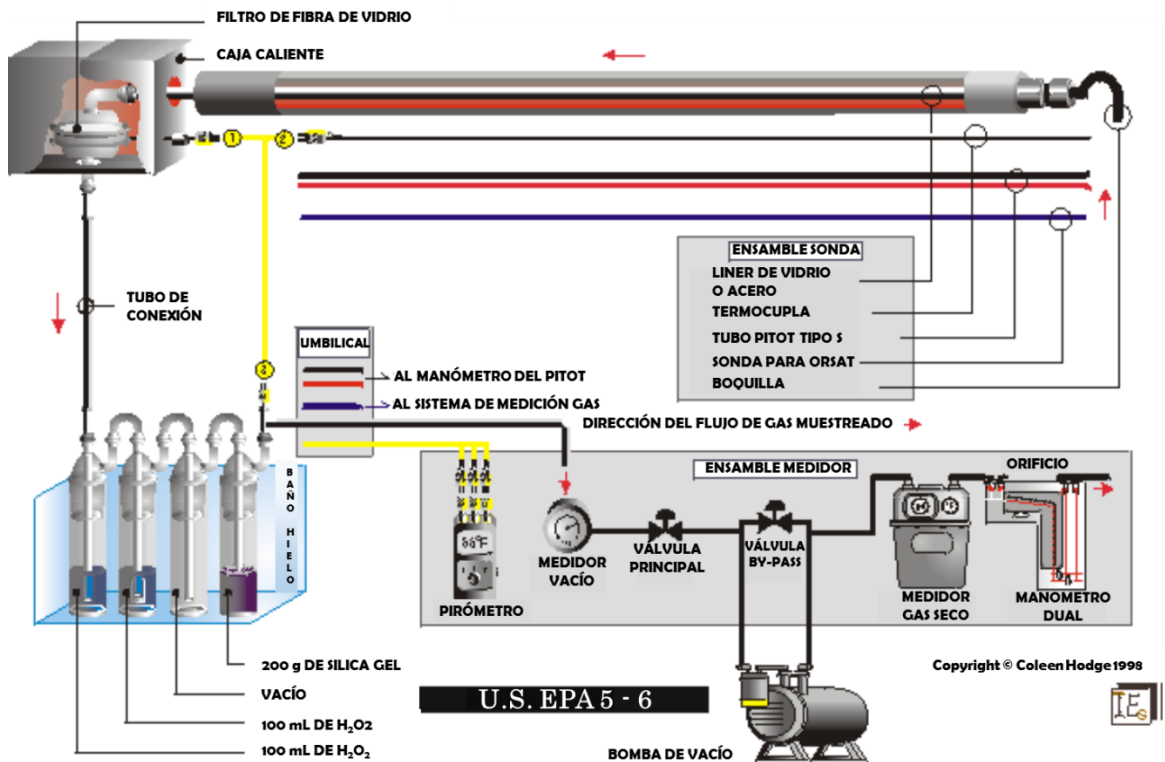 FILTRO DE FIBRA DE VIDRIO
CAJA CALIENTE
1
2
ENSAMBLE SONDA
LINER DE VIDRIO
O ACERO
TERMOCUPLA
TUBO PITOT TIPO S
SONDA PARA ORSAT
BOQUILLA
TUBO DE
CONEXIÓN
UMBILICAL
AL MANÓMETRO DEL PITOT
AL SISTEMA DE MEDICIÓN GAS
DIRECCIÓN DEL FLUJO DE GAS MUESTREADO
BAÑO HIELO
ENSAMBLE MEDIDOR
ORIFICIO
MEDIDOR
VACÍO
VÁLVULA
PRINCIPAL
VÁLVULA
BY-PASS
PIRÓMETRO
MEDIDOR
GAS SECO
MANOMETRO
DUAL
200 g DE SILICA GEL
VACÍO
100 mL DE H₂O2
100 mL DE H₂O₂
U.S. EPA 5 - 6
BOMBA DE VACÍO
Copyright © Coleen Hodge 1998
IES